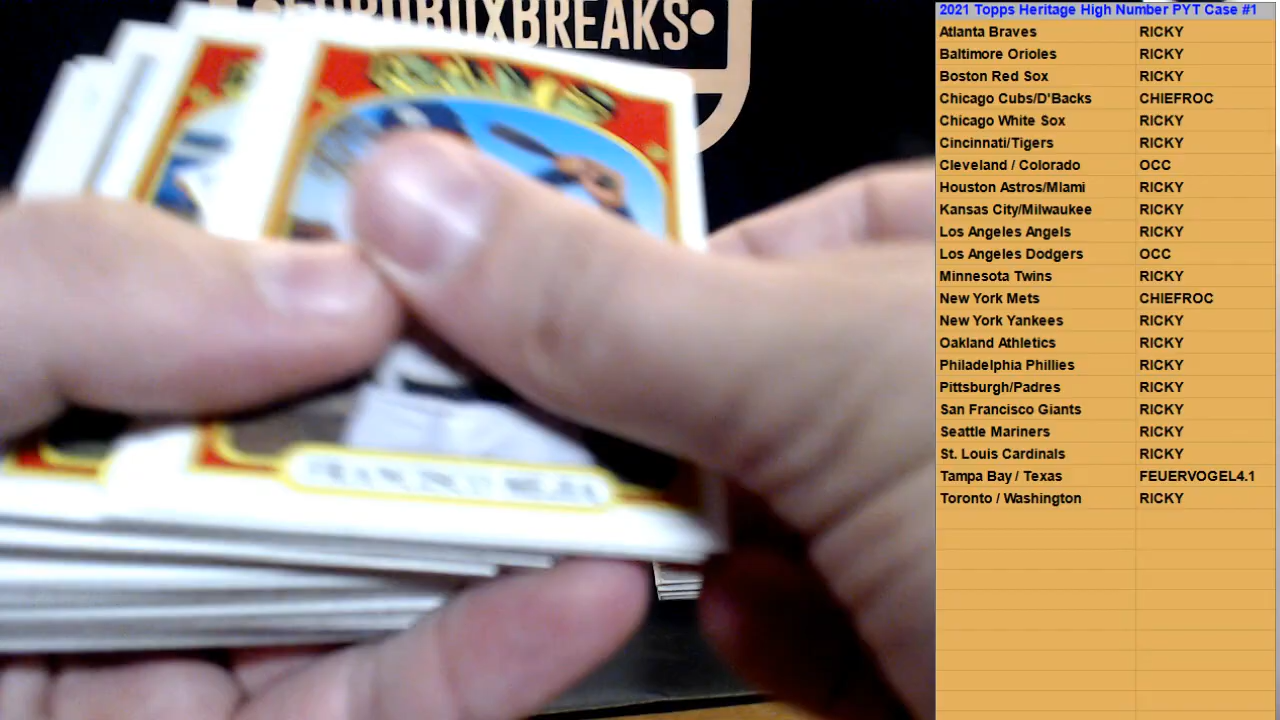 BOXBREAKS
FRANCISCO MEJIA
2021 Topps Heritage High Number PYT Case #1
Atlanta Braves RICKY
Baltimore Orioles RICKY
Boston Red Sox RICKY
Chicago Cubs/D'Backs CHIEFROC
Chicago White Sox RICKY
Cincinnati/Tigers RICKY
Cleveland / Colorado OCC
Houston Astros/MIami RICKY
Kansas City/Milwaukee RICKY
Los Angeles Angels RICKY
Los Angeles Dodgers OCC
Minnesota Twins RICKY
New York Mets CHIEFROC
New York Yankees RICKY
Oakland Athletics RICKY
Philadelphia Phillies RICKY
Pittsburgh/Padres RICKY
San Francisco Giants RICKY
Seattle Mariners RICKY
St. Louis Cardinals RICKY
Tampa Bay / Texas FEUERVOGEL4.1
Toronto / Washington RICKY